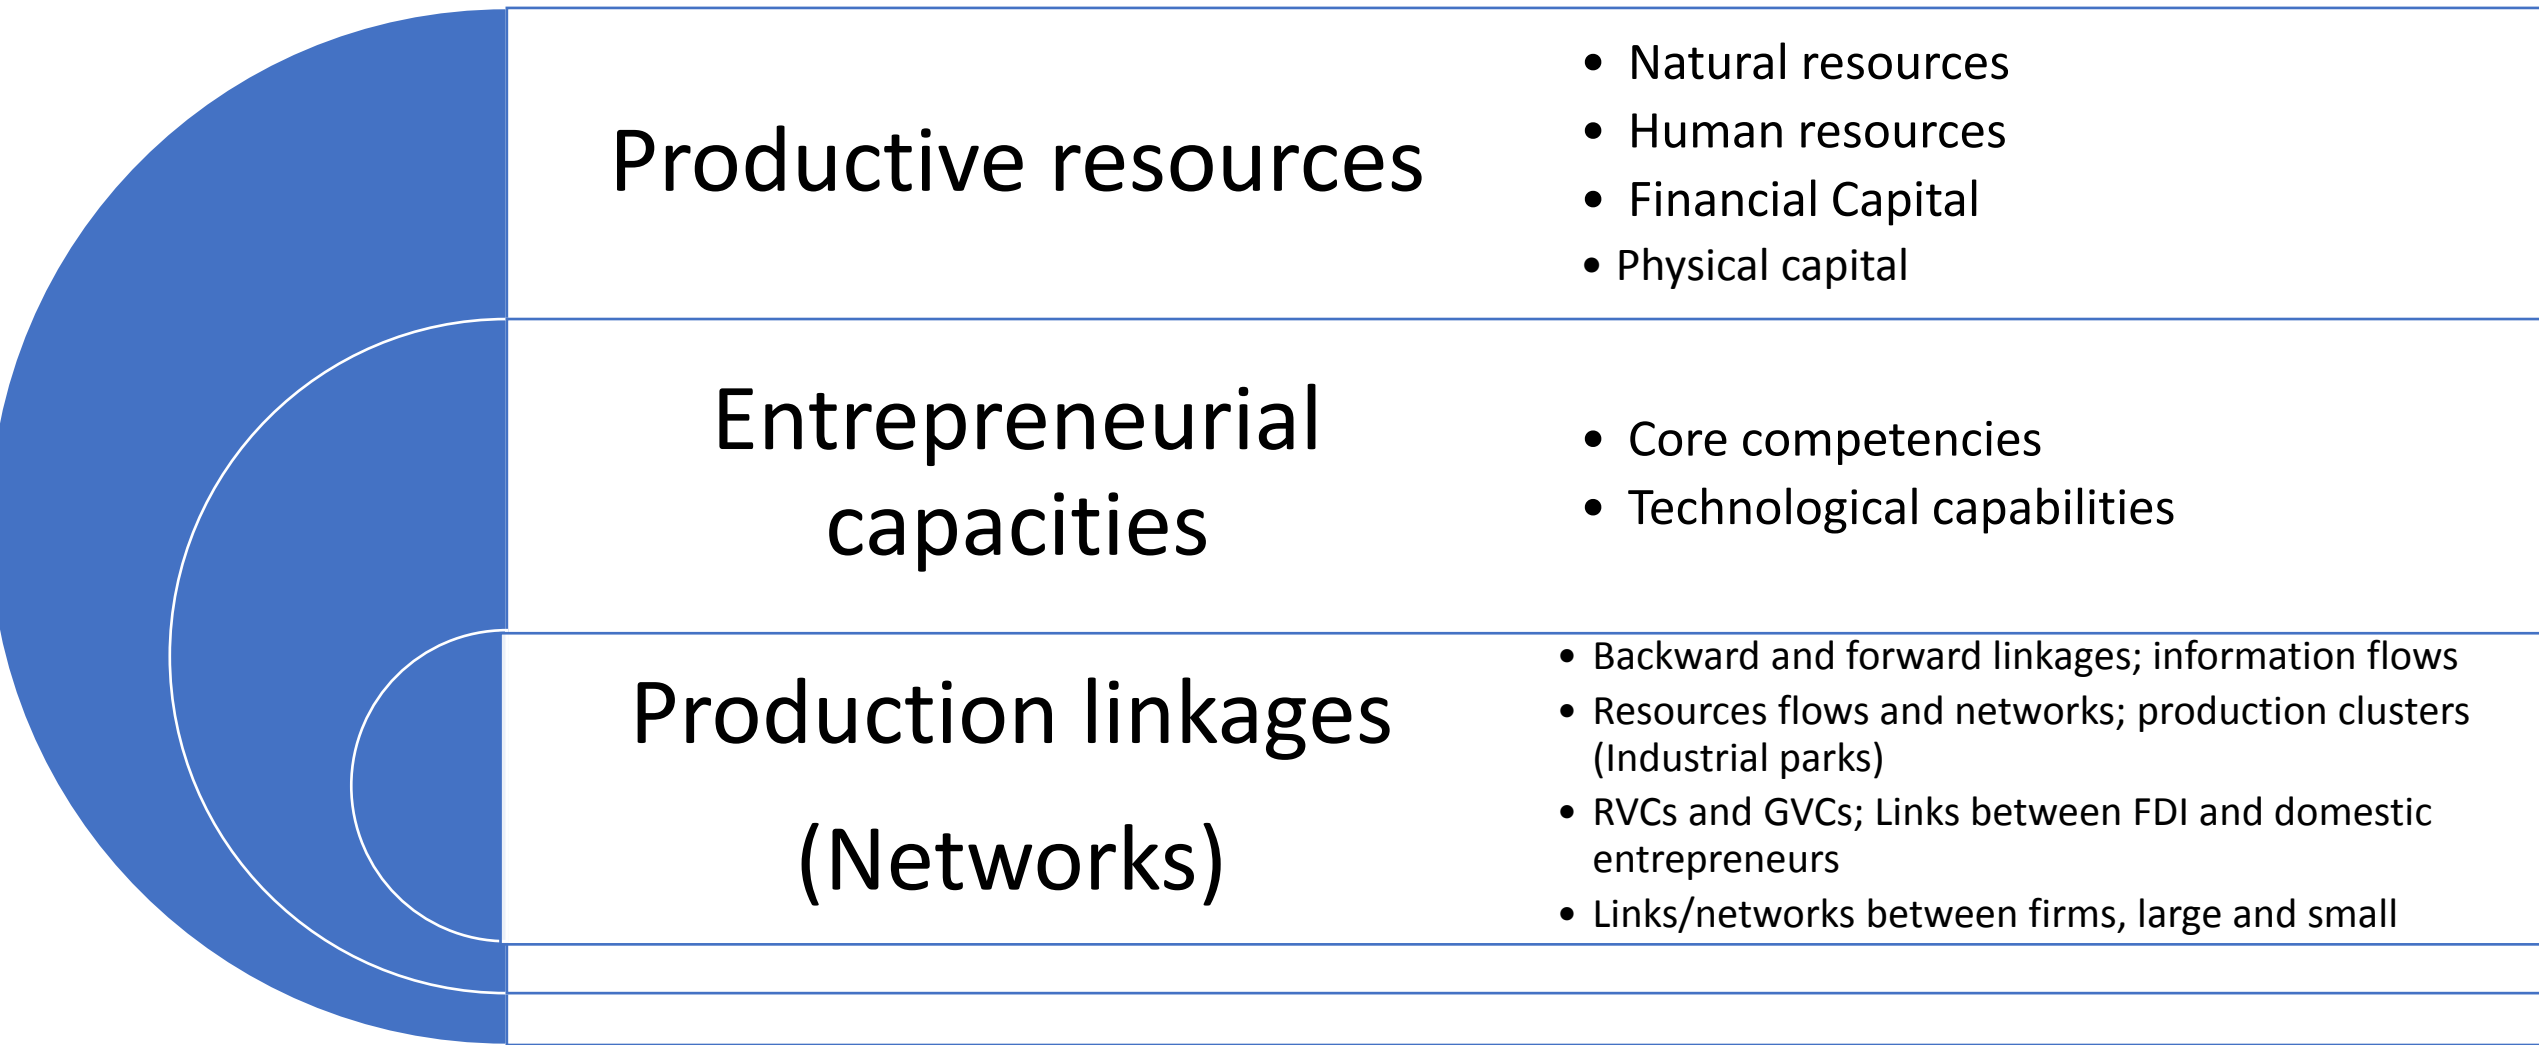 Productive resources
• Natural resources
• Human resources
• Financial Capital
• Physical capital
Entrepreneurial
capacities
• Core competencies
• Technological capabilities
Production linkages
(Networks)
• Backward and forward linkages; information flows
• Resources flows and networks; production clusters
(Industrial parks)
• RVCs and GVCs; Links between FDI and domestic
entrepreneurs
• Links/networks between firms, large and small